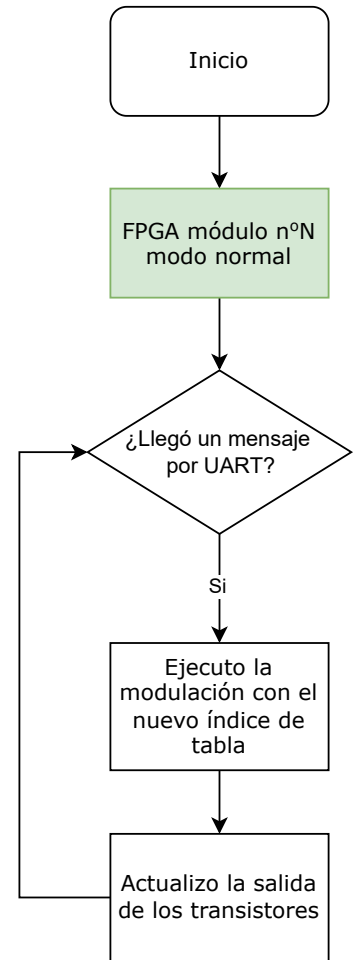 Inicio
FPGA módulo nºN
modo normal
¿Llegó un mensaje
por UART?
Si
Ejecuto la
modulación con el
nuevo índice de
tabla
Actualizo la salida
de los transistores